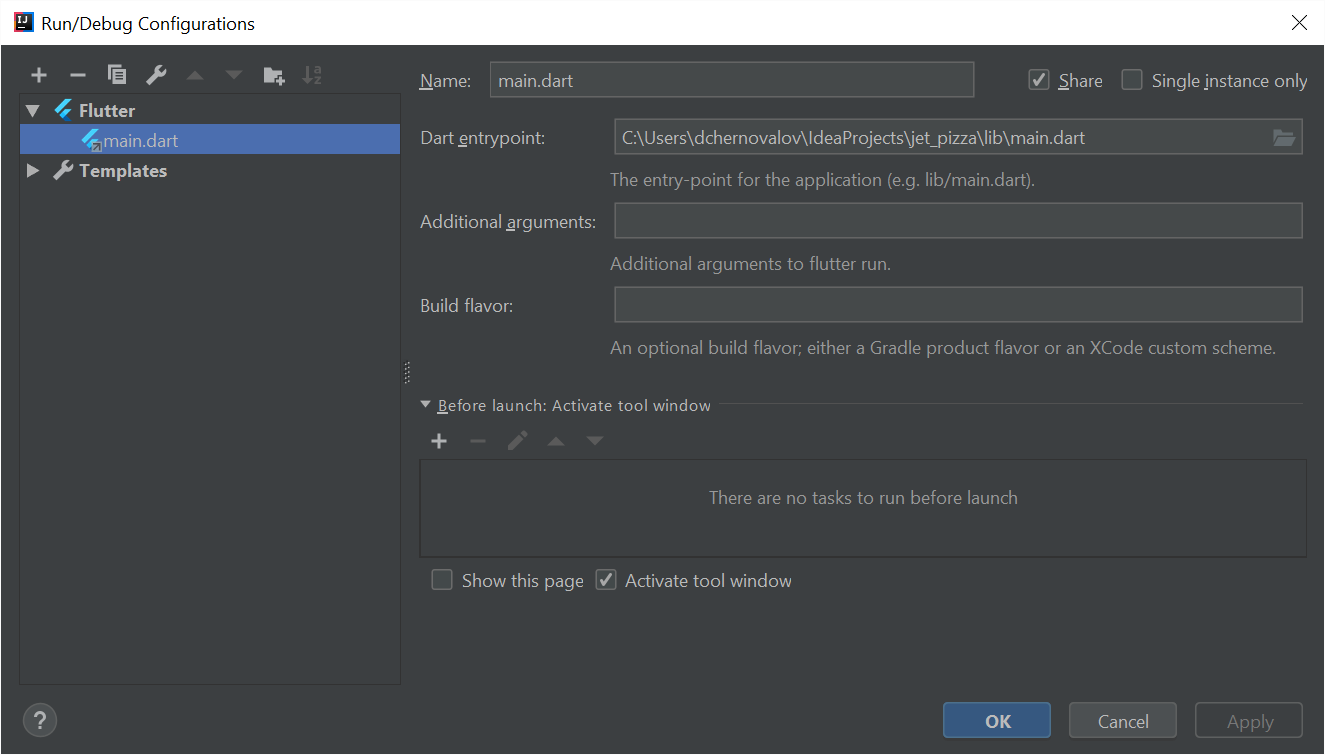 Run/Debug Configurations
Name: main.dart Share Single instance only
Flutter
main.dart
Templates
Dart entrypoint: C:\Users\dchernovalov\IdeaProjects\jet_pizza\lib\main.dart
The entry-point for the application (e.g. lib/main.dart).
Additional arguments:
Additional arguments to flutter run.
Build flavor:
An optional build flavor; either a Gradle product flavor or an XCode custom scheme.
Before launch: Activate tool window
There are no tasks to run before launch
Show this page Activate tool window
? OK Cancel Apply